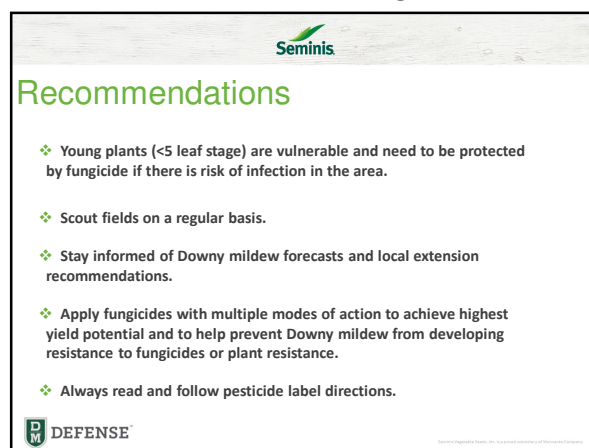 Seminis
Recommendations
❖ Young plants (<5 leaf stage) are vulnerable and need to be protected
by fungicide if there is risk of infection in the area.
❖ Scout fields on a regular basis.
❖ Stay informed of Downy mildew forecasts and local extension
recommendations.
❖ Apply fungicides with multiple modes of action to achieve highest
yield potential and to help prevent Downy mildew from developing
resistance to fungicides or plant resistance.
❖ Always read and follow pesticide label directions.
DM DEFENSE